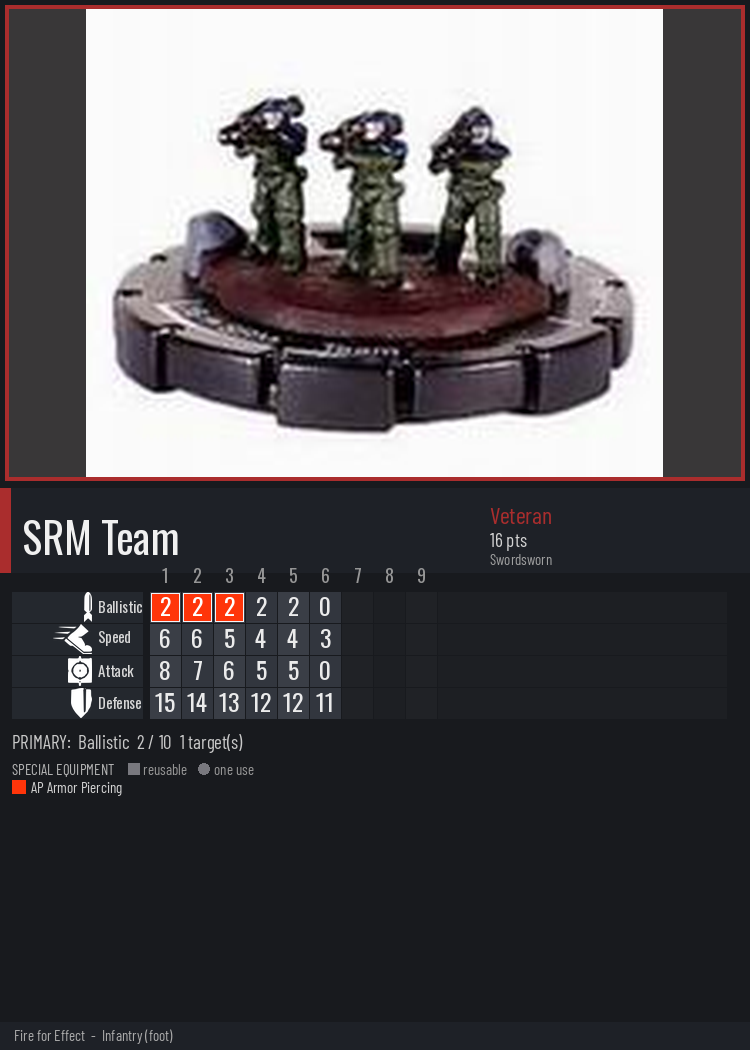 SRM Team
Veteran
16 pts
Swordsworn
1 2 3 4 5 6 7 8 9
Ballistic 2 2 2 2 2 0
Speed 6 6 5 4 4 3
Attack 8 7 6 5 5 0
Defense 15 14 13 12 12 11
PRIMARY: Ballistic 2 / 10 1 target(s)
SPECIAL EQUIPMENT reusable one use
AP Armor Piercing
Fire for Effect - Infantry (foot)